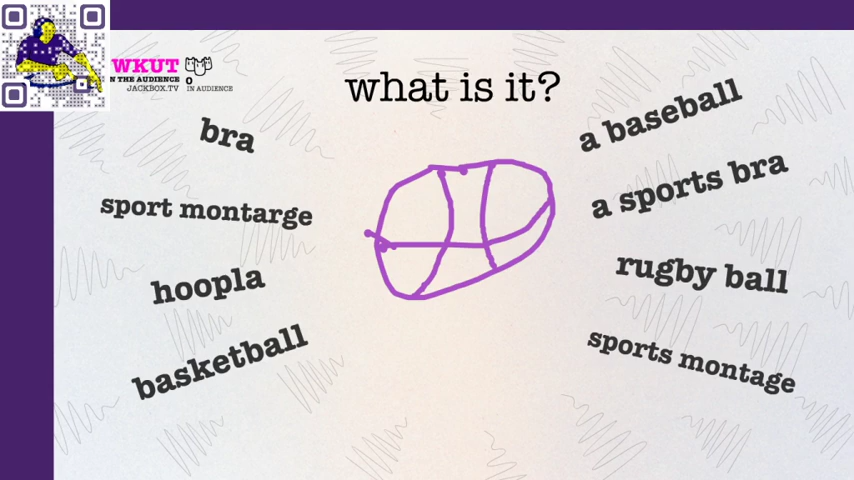 WKUT
N THE AUDIENCE
JACKBOX.TV
0
IN AUDIENCE
what is it?
bra
sport montarge
hoopla
basketball
a baseball
a sports bra
rugby ball
sports montage